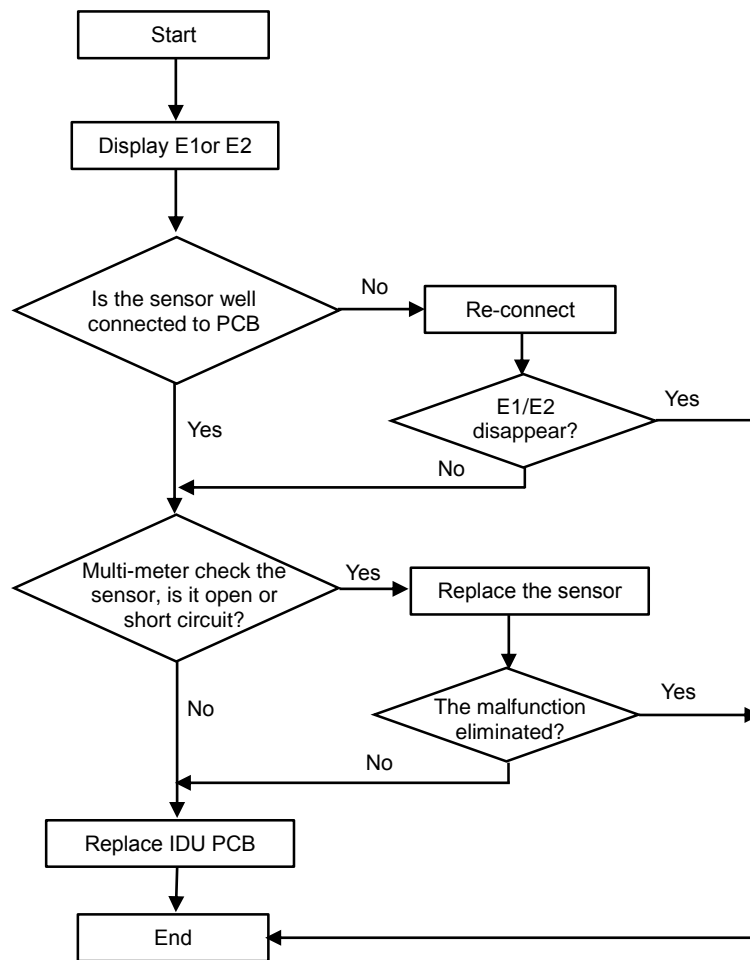 Start
Display E1or E2
Is the sensor well
connected to PCB
No
Re-connect
E1/E2
disappear?
Yes
Yes
No
Multi-meter check the
sensor, is it open or
short circuit?
Yes
Replace the sensor
No
The malfunction
eliminated?
Yes
No
Replace IDU PCB
End